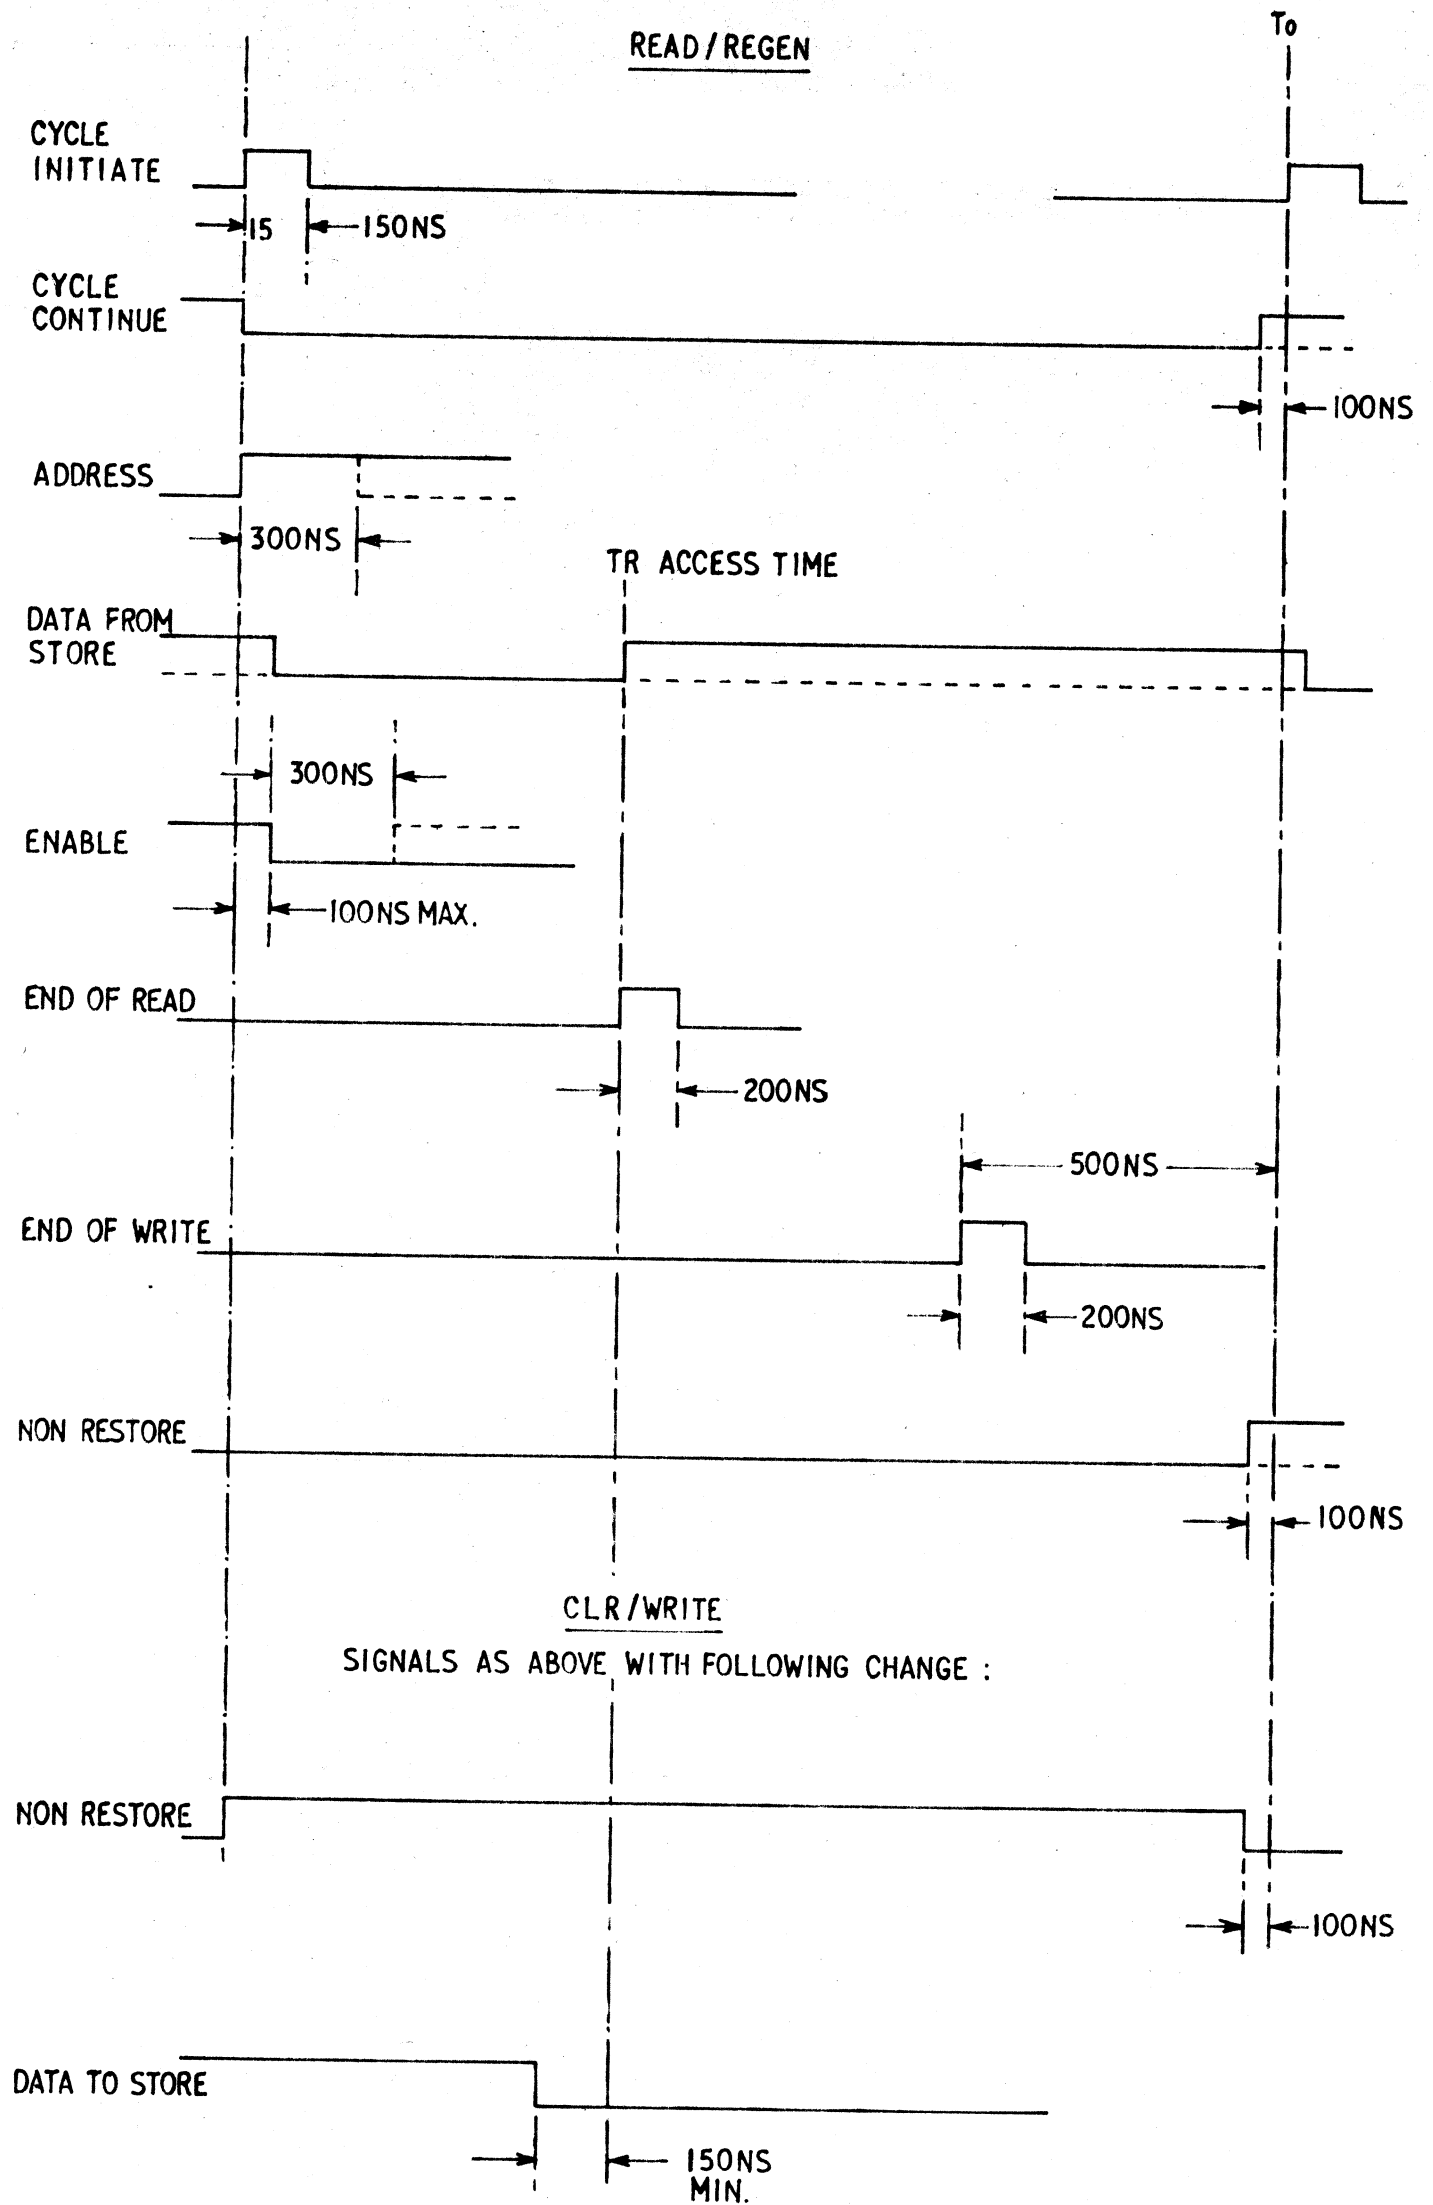 To
READ/REGEN
CYCLE
INITIATE
15
150NS
CYCLE
CONTINUE
100NS
ADDRESS
300NS
TR ACCESS TIME
DATA FROM
STORE
300NS
ENABLE
100NS MAX.
END OF READ
200NS
500NS
END OF WRITE
200NS
NON RESTORE
100NS
CLR/WRITE
SIGNALS AS ABOVE WITH FOLLOWING CHANGE :
NON RESTORE
100NS
DATA TO STORE
150NS
MIN.